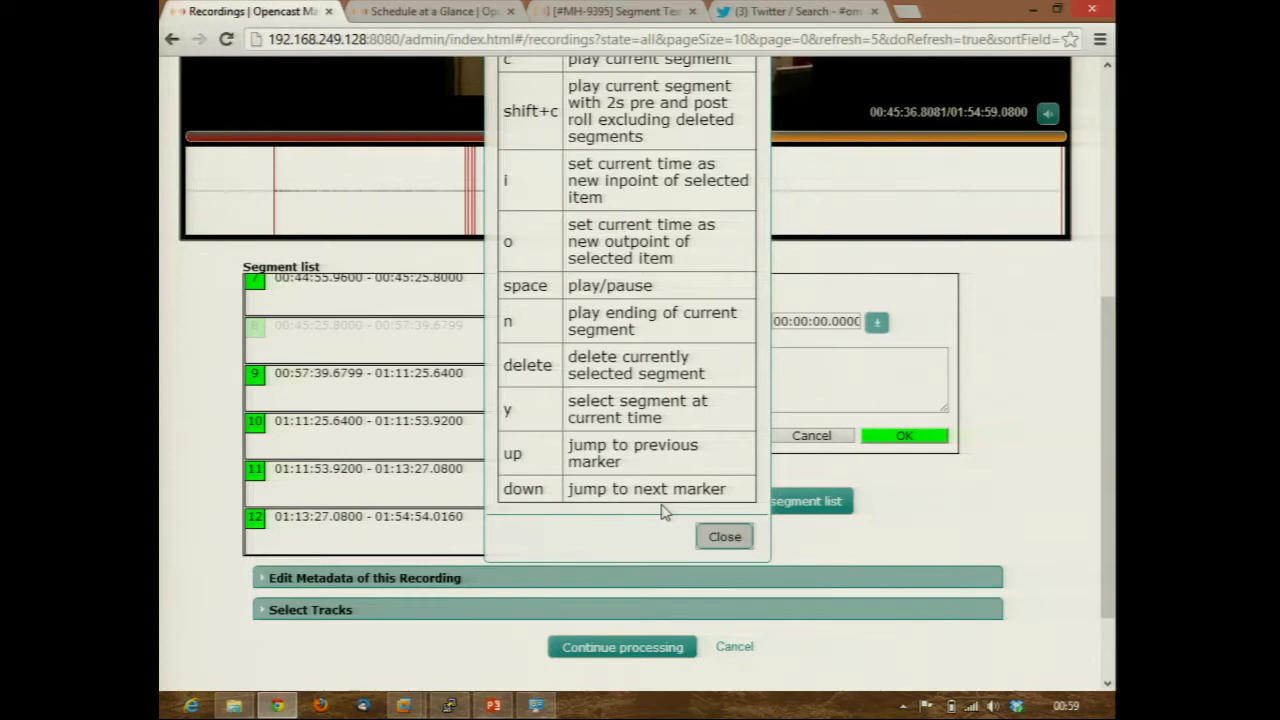 Recordings | Opencast Ma
Schedule at a Glance | Op
[#MH-9395] Segment Tex
(3) Twitter / Search - #om
192.168.249.128:8080/admin/index.html#/recordings?state=all&pageSize=10&page=0&refresh=5&doRefresh=true&sortField=
c play current segment
shift+c play current segment
with 2s pre and post
roll excluding deleted
segments
00:45:36.8081/01:54:59.0800
i set current time as
new inpoint of selected
item
o set current time as
new outpoint of
selected item
space play/pause
n play ending of current
segment
delete delete currently
selected segment
y select segment at
current time
up jump to previous
marker
down jump to next marker
Close
Segment list
7 00:44:55.9600 - 00:45:25.8000
8 00:45:25.8000 - 00:57:39.6799
9 00:57:39.6799 - 01:11:25.6400
10 01:11:25.6400 - 01:11:53.9200
11 01:11:53.9200 - 01:13:27.0800
12 01:13:27.0800 - 01:54:54.0160
00:00:00.0000
Cancel OK
segment list
Edit Metadata of this Recording
Select Tracks
Continue processing Cancel
00:59